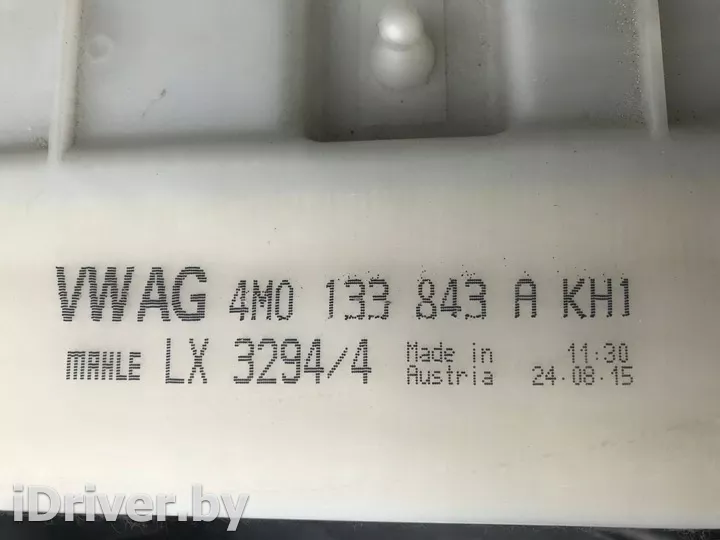 VWAG 4M0 133 843 A KH1
MAHLE LX 3294/4 Made in 11:30
Austria 24·08·15
iDriver.by